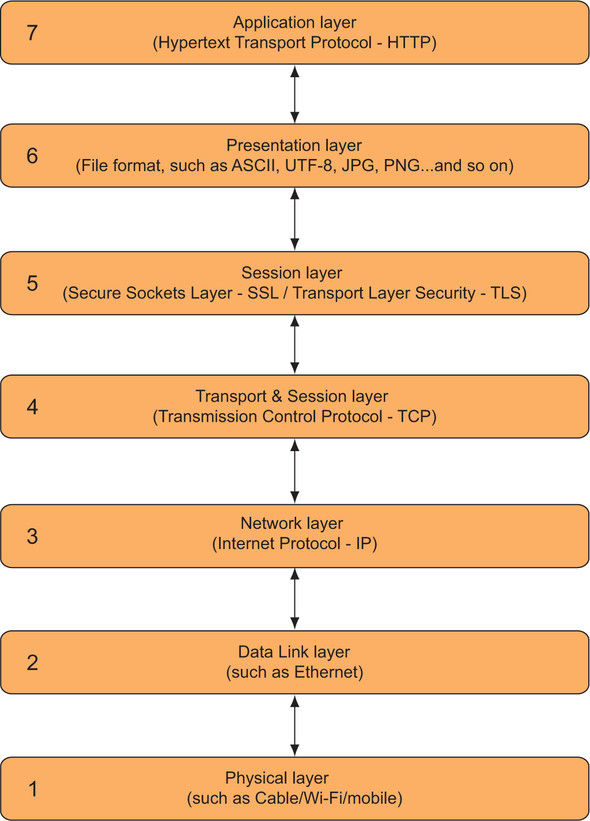 7
Application layer
(Hypertext Transport Protocol - HTTP)
6
Presentation layer
(File format, such as ASCII, UTF-8, JPG, PNG...and so on)
5
Session layer
(Secure Sockets Layer - SSL / Transport Layer Security - TLS)
4
Transport & Session layer
(Transmission Control Protocol - TCP)
3
Network layer
(Internet Protocol - IP)
2
Data Link layer
(such as Ethernet)
1
Physical layer
(such as Cable/Wi-Fi/mobile)